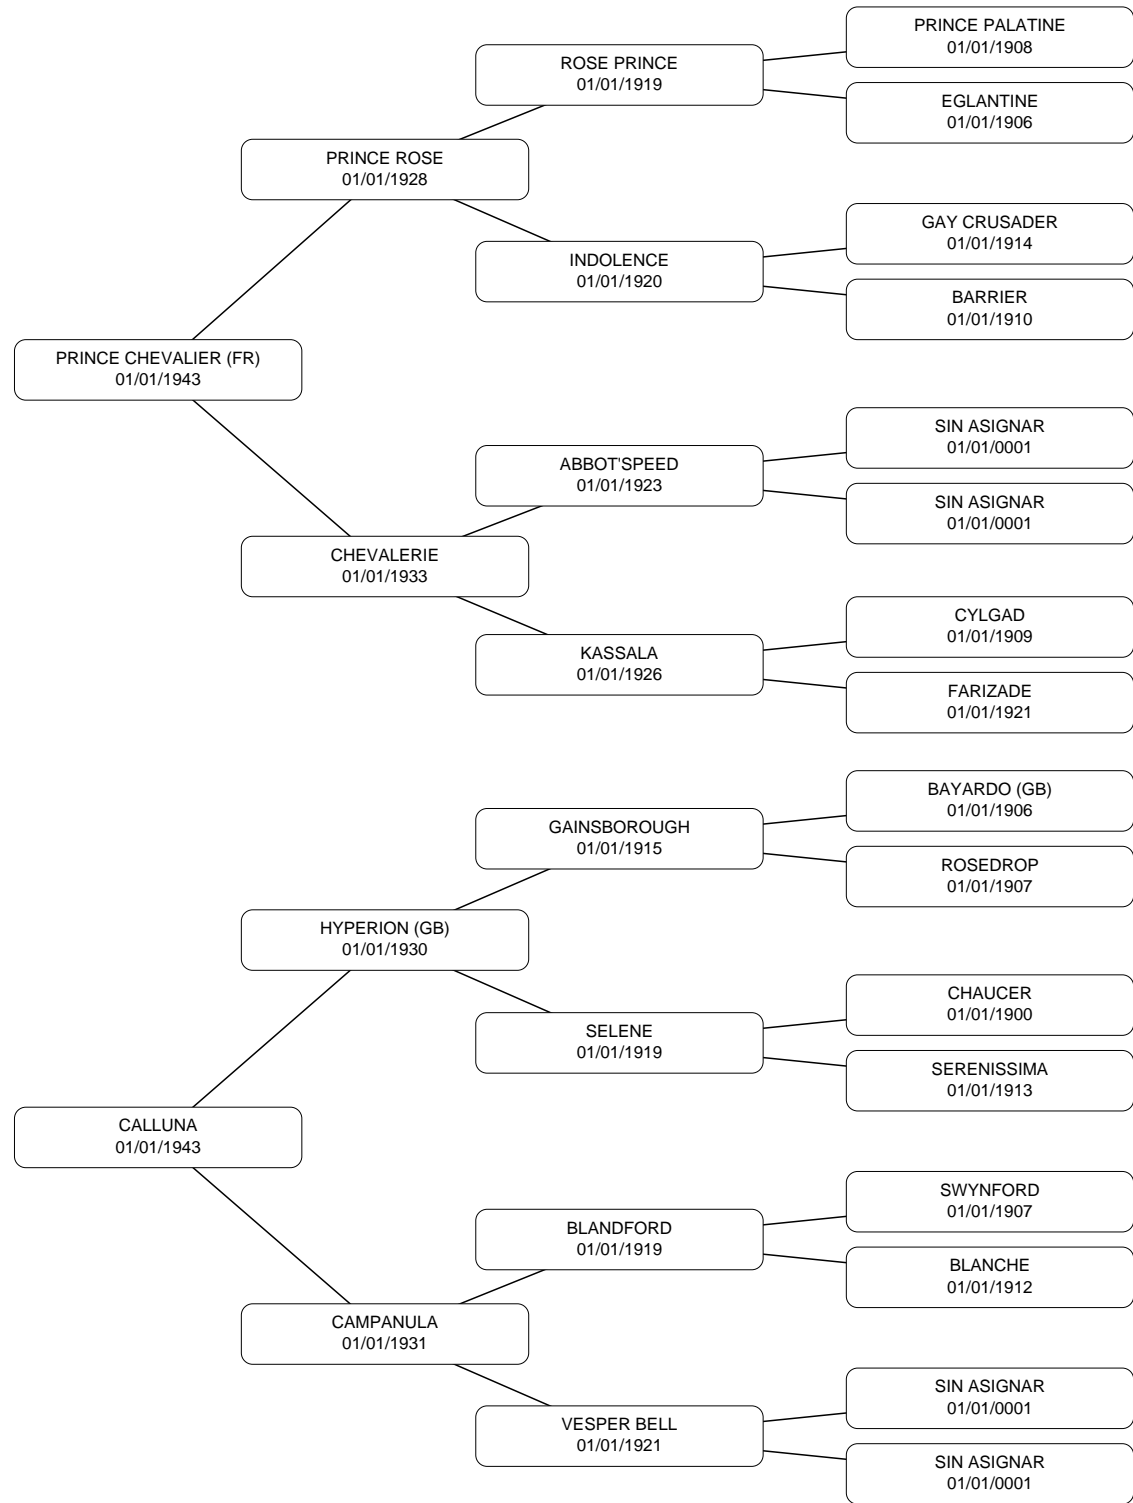 PRINCE PALATINE
01/01/1908
ROSE PRINCE
01/01/1919
EGLANTINE
01/01/1906
PRINCE ROSE
01/01/1928
GAY CRUSADER
01/01/1914
INDOLENCE
01/01/1920
BARRIER
01/01/1910
PRINCE CHEVALIER (FR)
01/01/1943
SIN ASIGNAR
01/01/0001
ABBOT'SPEED
01/01/1923
SIN ASIGNAR
01/01/0001
CHEVALERIE
01/01/1933
CYLGAD
01/01/1909
KASSALA
01/01/1926
FARIZADE
01/01/1921
BAYARDO (GB)
01/01/1906
GAINSBOROUGH
01/01/1915
ROSEDROP
01/01/1907
HYPERION (GB)
01/01/1930
CHAUCER
01/01/1900
SELENE
01/01/1919
SERENISSIMA
01/01/1913
CALLUNA
01/01/1943
SWYNFORD
01/01/1907
BLANDFORD
01/01/1919
BLANCHE
01/01/1912
CAMPANULA
01/01/1931
SIN ASIGNAR
01/01/0001
VESPER BELL
01/01/1921
SIN ASIGNAR
01/01/0001